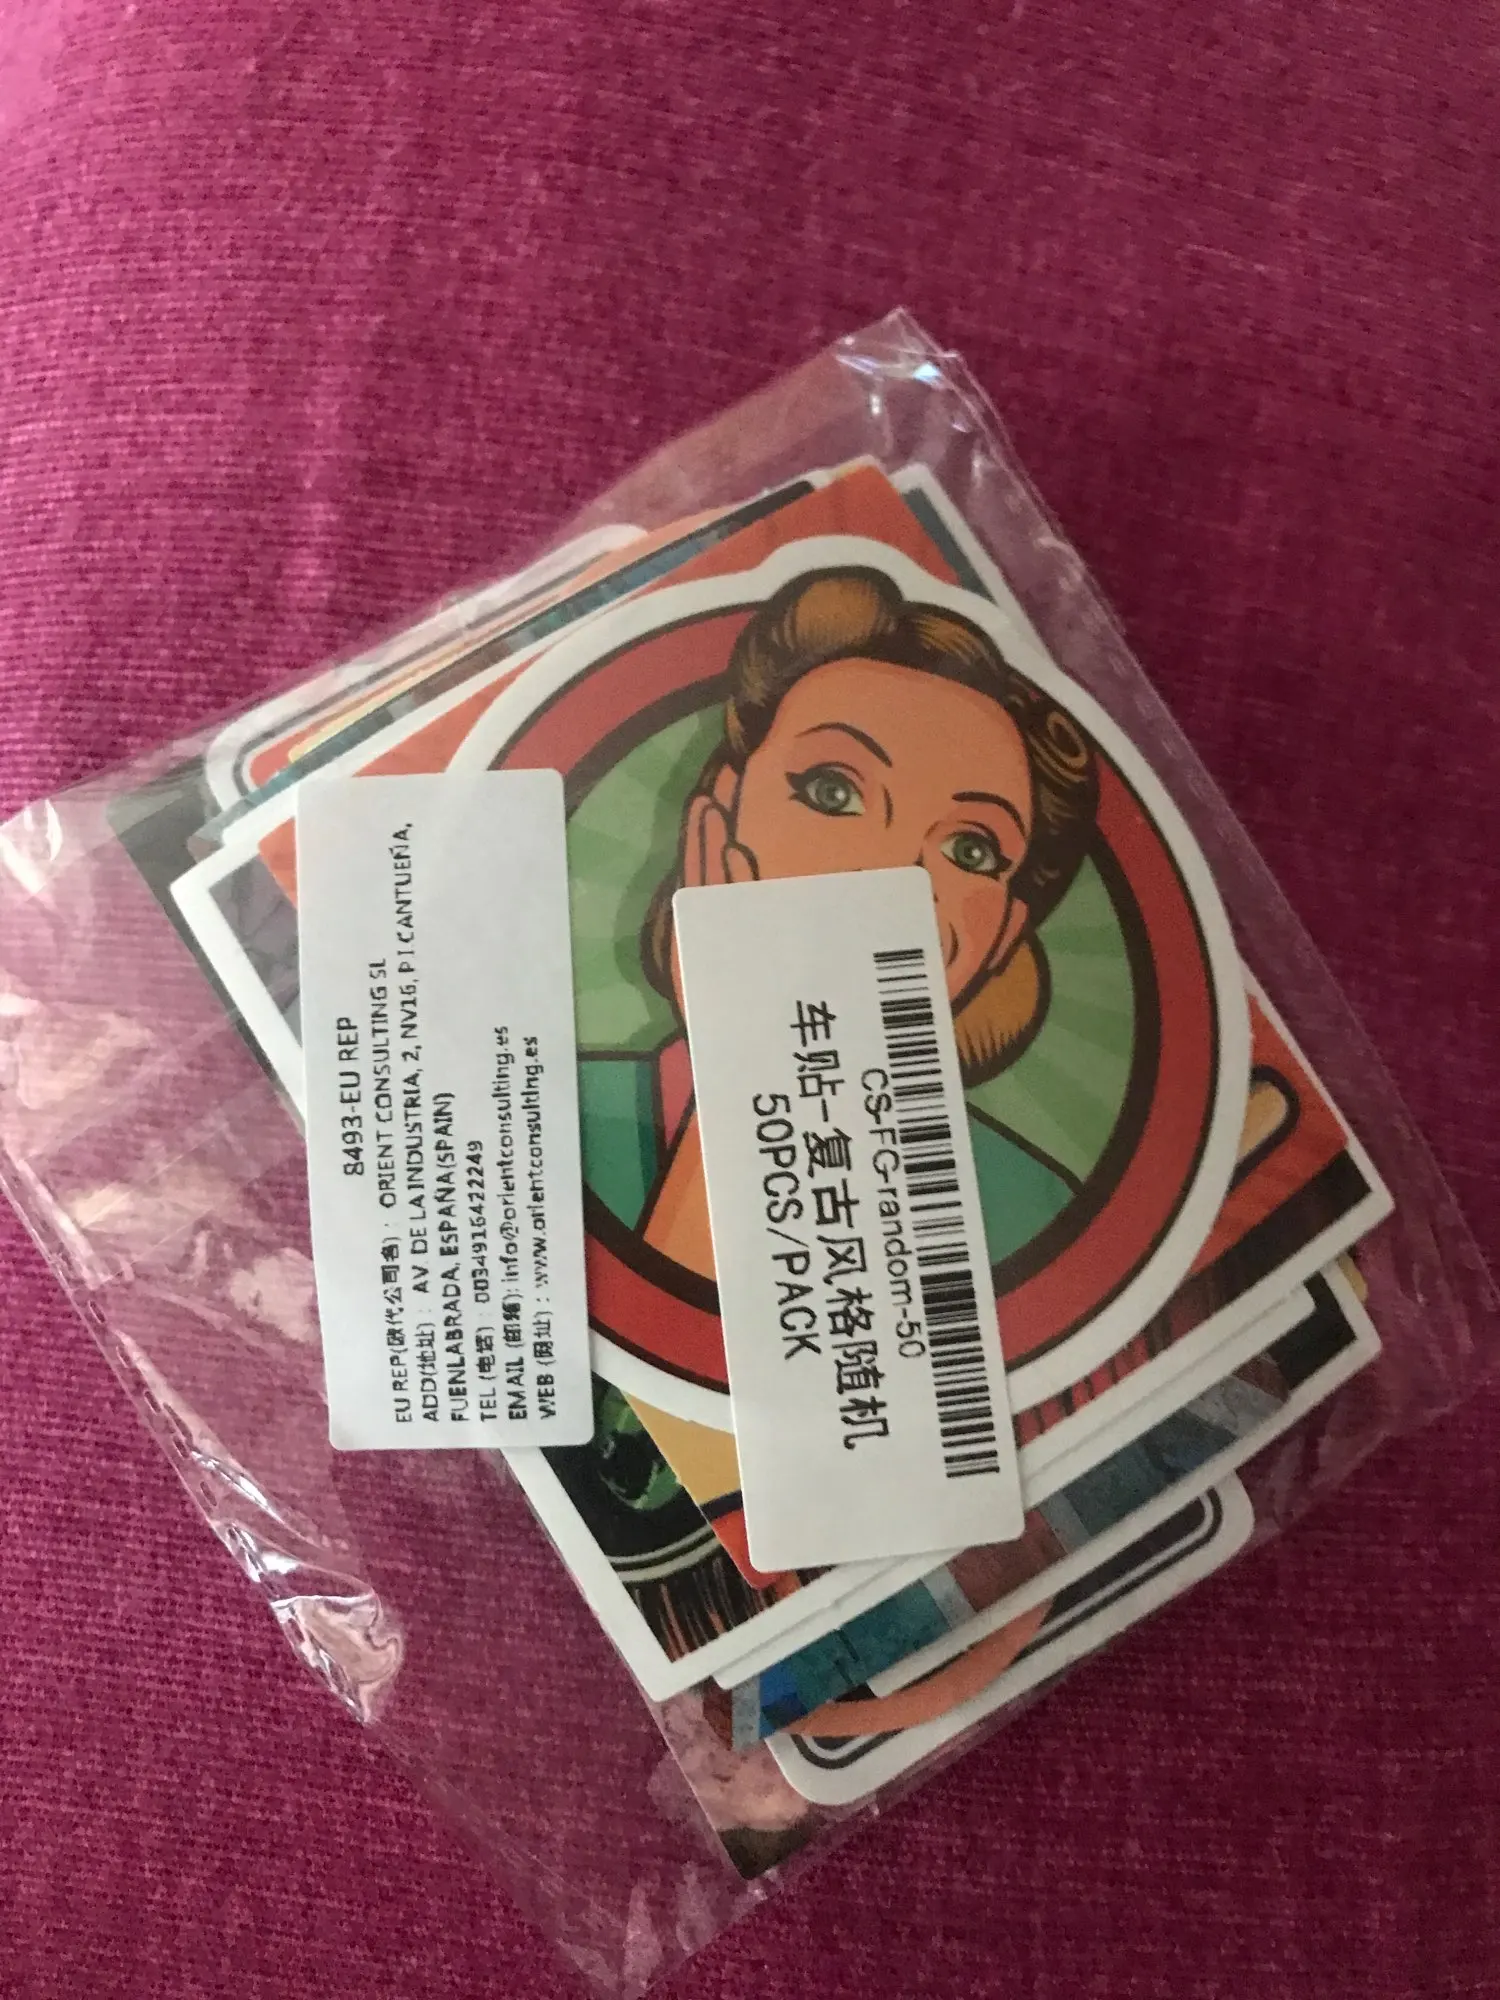 8493-EU REP
EU REP(欧代公司名): ORIENT CONSULTING SL
ADD(地址): AV. DE LA INDUSTRIA, 2, NV16, P I CANTUEÑA,
FUENLABRADA, ESPAÑA(SPAIN)
TEL (电话): 0034916422249
EMAIL (邮箱): info@orientconsulting.es
WEB (网址): www.orientconsulting.es
CS-FG-random-50
车贴-复古风格随机
50PCS/PACK